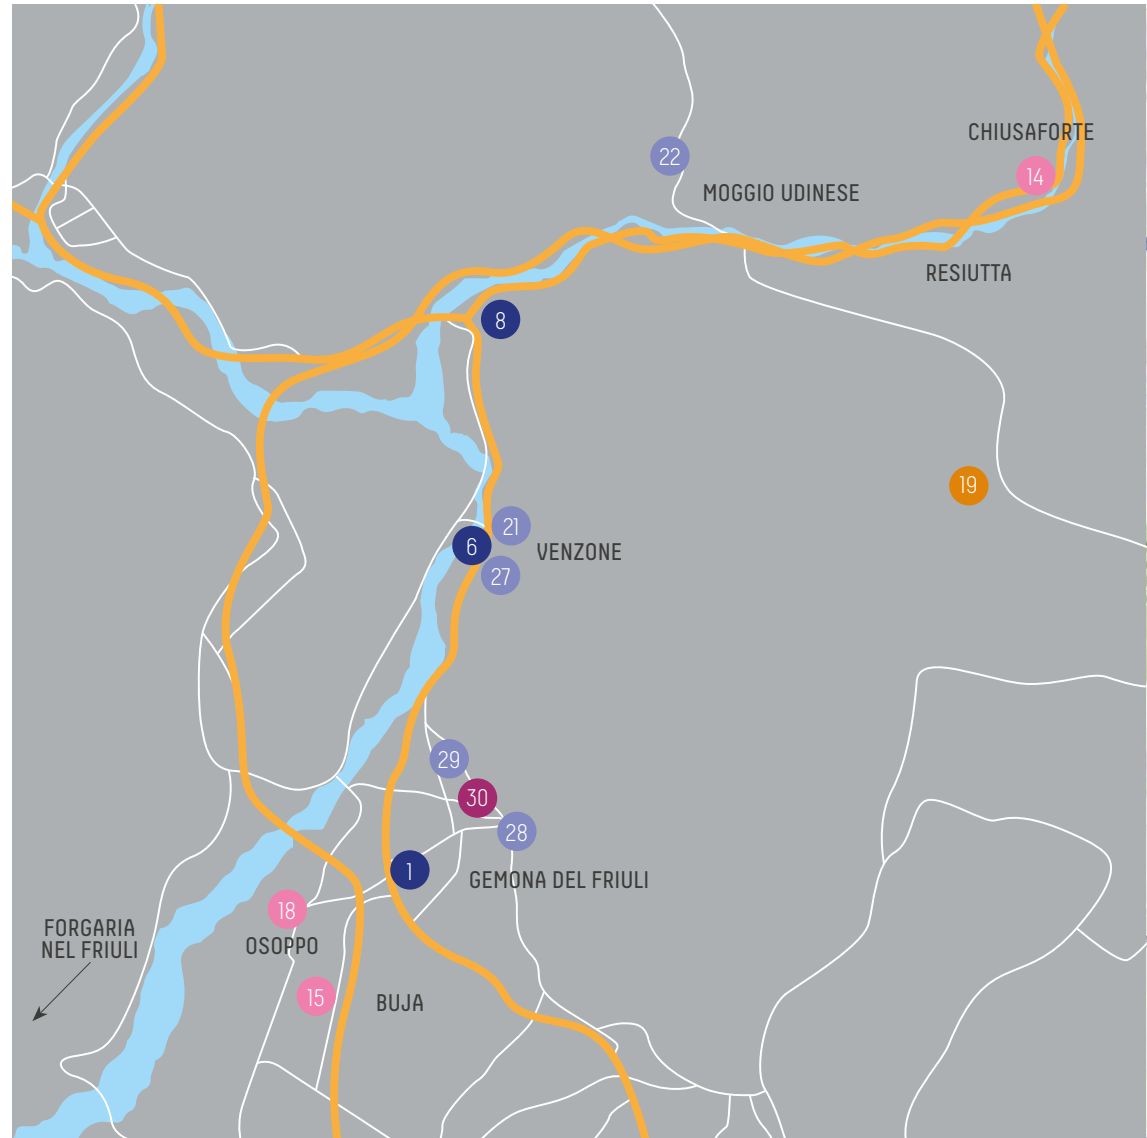 CHIUSAFORTE
22
14
MOGGIO UDINESE
RESIUTTA
8
19
21
6
VENZONE
27
29
30
28
1
GEMONA DEL FRIULI
18
FORGARIA
NEL FRIULI
OSOPPO
15
BUJA